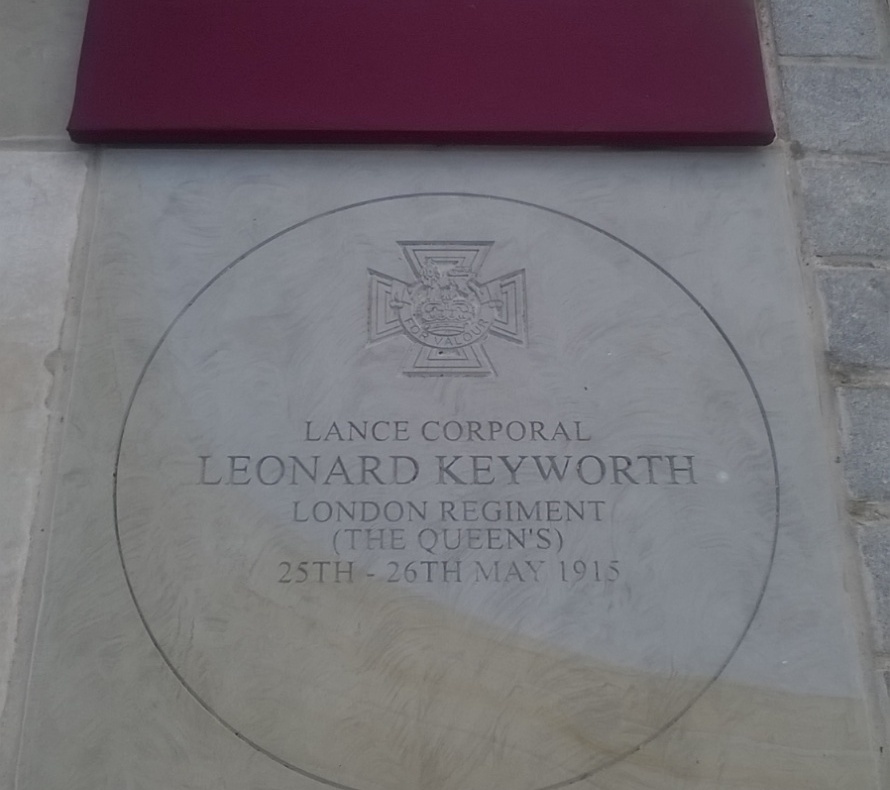 FOR VALOUR
LANCE CORPORAL
LEONARD KEYWORTH
LONDON REGIMENT
(THE QUEEN'S)
25TH - 26TH MAY 1915